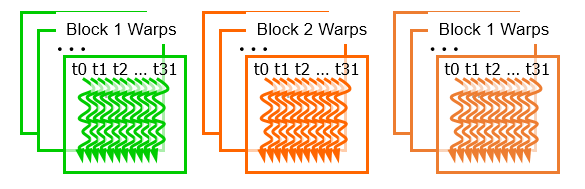 Block 1 Warps
. . .
t0 t1 t2 ... t31
Block 2 Warps
. . .
t0 t1 t2 ... t31
Block 1 Warps
. . .
t0 t1 t2 ... t31